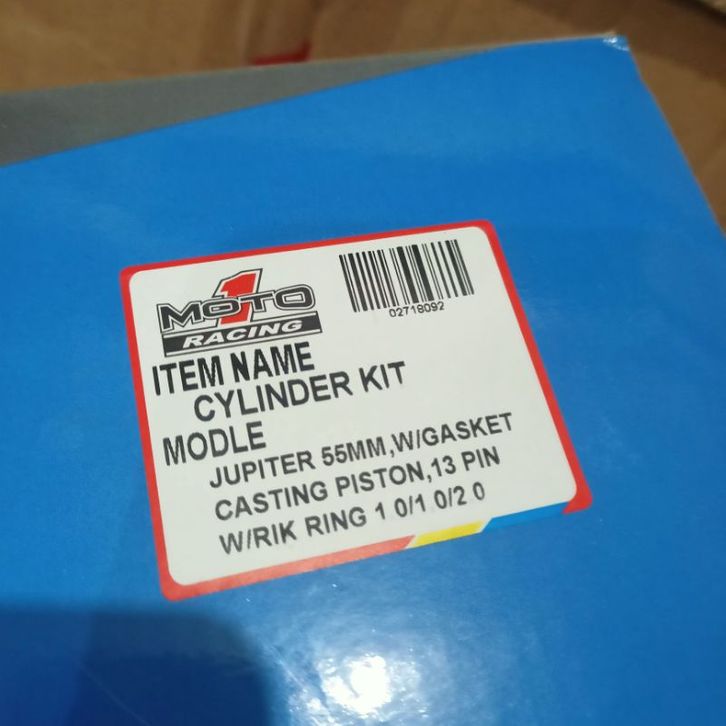 MOTO 1
RACING
02718092
ITEM NAME
CYLINDER KIT
MODLE
JUPITER 55MM,W/GASKET
CASTING PISTON,13 PIN
W/RIK RING 1 0/1 0/2 0